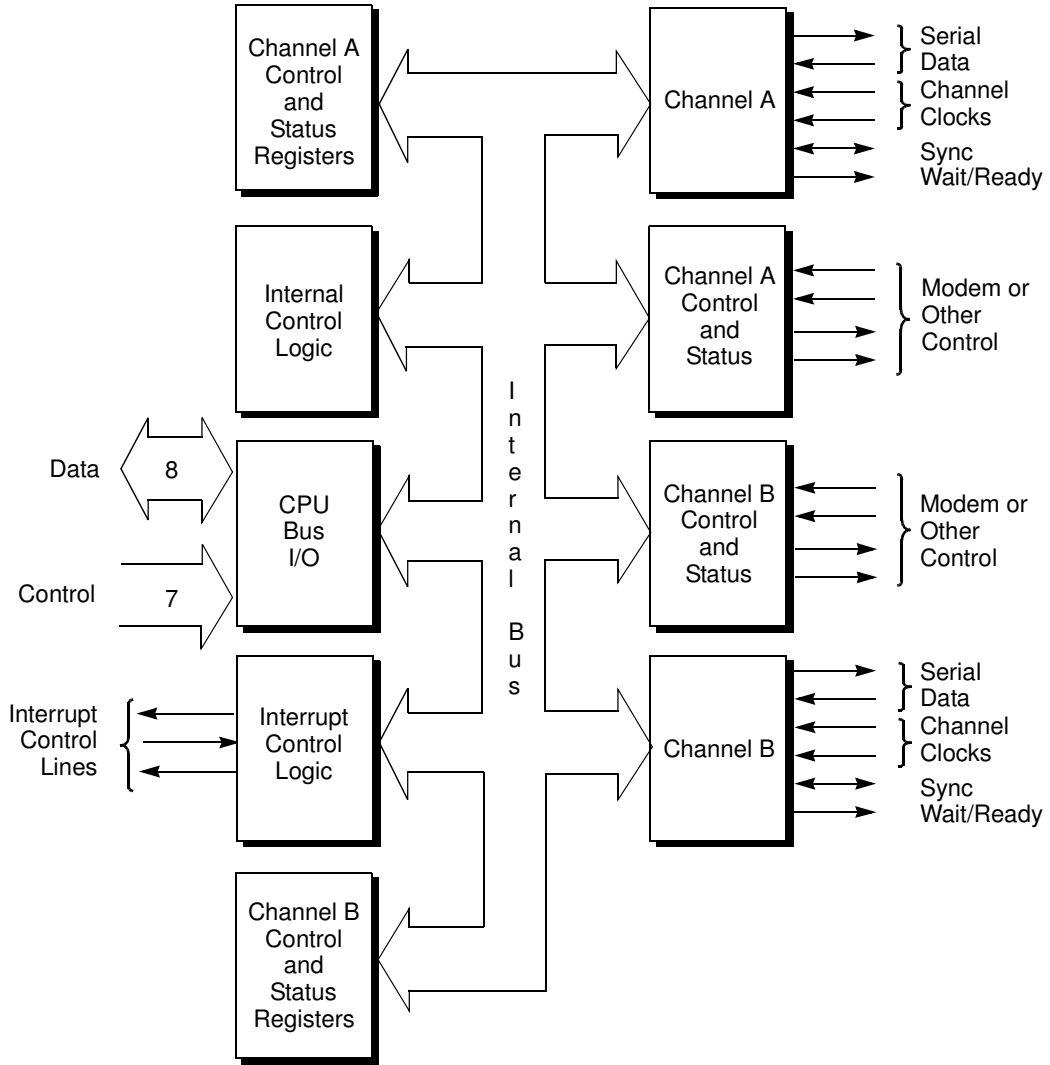 Channel A
Control
and
Status
Registers
Channel A
Serial
Data
Channel
Clocks
Sync
Wait/Ready
Internal
Control
Logic
Channel A
Control
and
Status
Modem or
Other
Control
Internal Bus
Data
8
Control
7
CPU
Bus
I/O
Channel B
Control
and
Status
Modem or
Other
Control
Interrupt
Control
Lines
Interrupt
Control
Logic
Channel B
Serial
Data
Channel
Clocks
Sync
Wait/Ready
Channel B
Control
and
Status
Registers